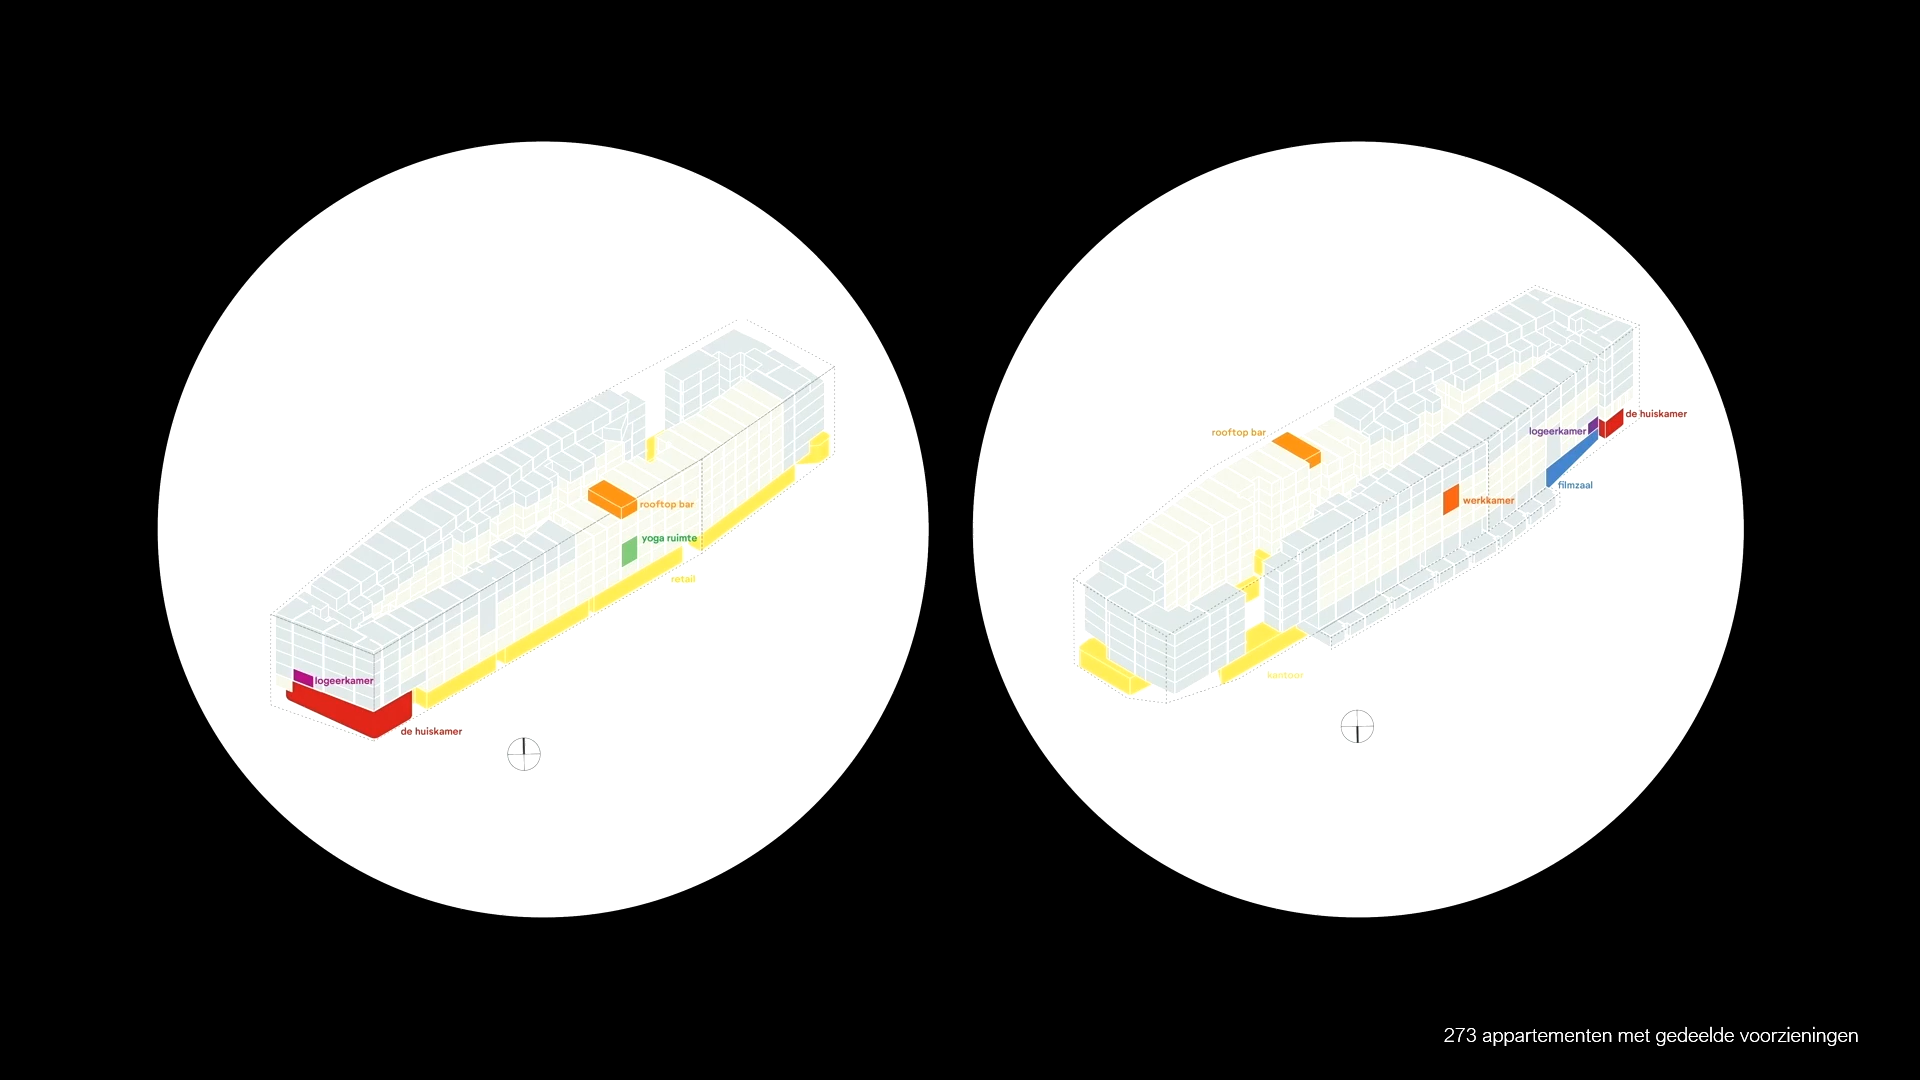 rooftop bar
yoga ruimte
retail
logeerkamer
de huiskamer
rooftop bar
de huiskamer
logeerkamer
filmzaal
werkkamer
kantoor
273 appartementen met gedeelde voorzieningen